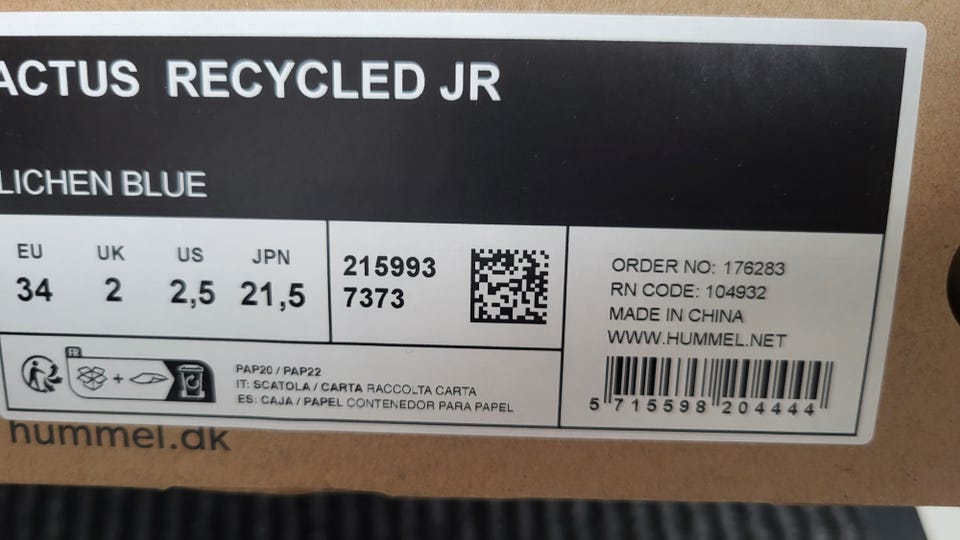 ACTUS RECYCLED JR
LICHEN BLUE
EU UK US JPN
34 2 2,5 21,5
215993
7373
ORDER NO: 176283
RN CODE: 104932
MADE IN CHINA
WWW.HUMMEL.NET
5 715598 204444
FR
PAP20 / PAP22
IT: SCATOLA / CARTA RACCOLTA CARTA
ES: CAJA / PAPEL CONTENEDOR PARA PAPEL
hummel.dk